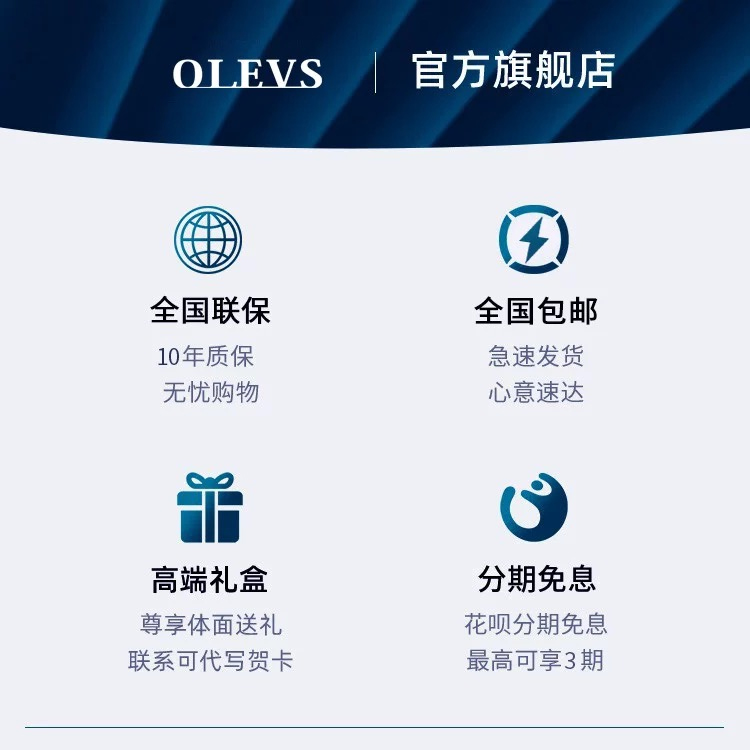 OLEVS 官方旗舰店
全国联保
10年质保
无忧购物
全国包邮
急速发货
心意速达
高端礼盒
尊享体面送礼
联系可代写贺卡
分期免息
花呗分期免息
最高可享3期